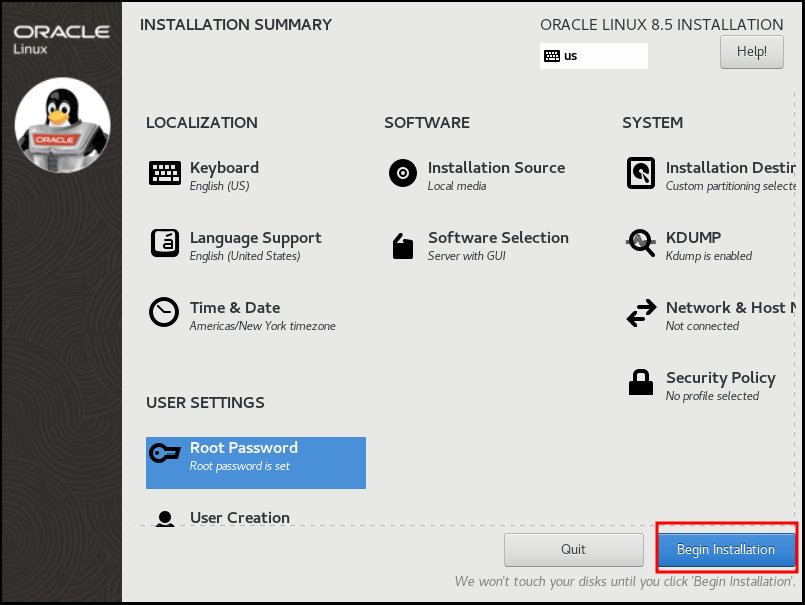 ORACLE
Linux
ORACLE
INSTALLATION SUMMARY
ORACLE LINUX 8.5 INSTALLATION
us
Help!
LOCALIZATION
Keyboard
English (US)
Language Support
English (United States)
Time & Date
Americas/New York timezone
USER SETTINGS
Root Password
Root password is set
User Creation
SOFTWARE
Installation Source
Local media
Software Selection
Server with GUI
SYSTEM
Installation Destin
Custom partitioning selecte
KDUMP
Kdump is enabled
Network & Host N
Not connected
Security Policy
No profile selected
Quit
Begin Installation
We won't touch your disks until you click 'Begin Installation'.